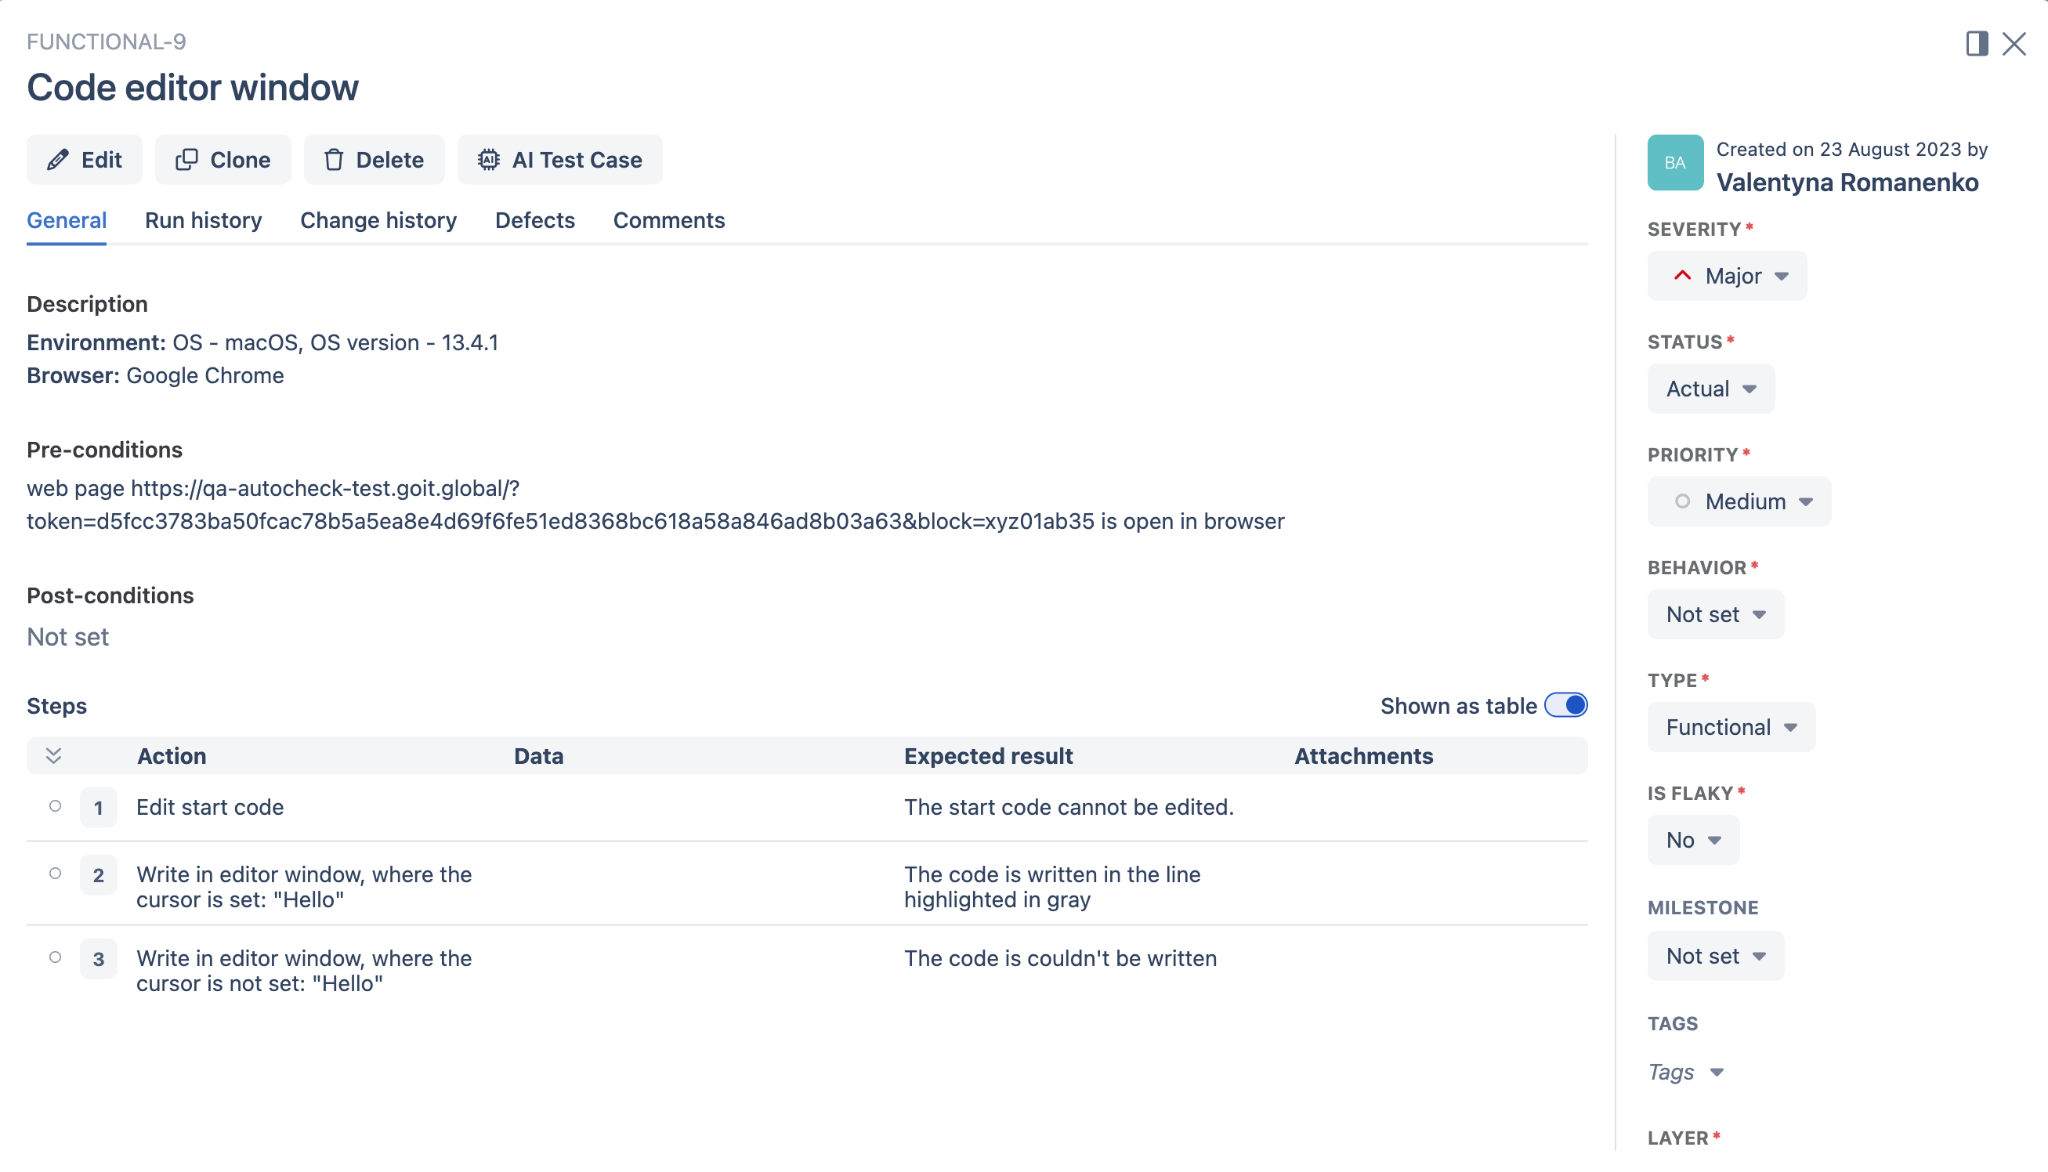 FUNCTIONAL-9
Code editor window
Edit
Clone
Delete
AI Test Case
General
Run history
Change history
Defects
Comments
Description
Environment: OS - macOS, OS version - 13.4.1
Browser: Google Chrome
Pre-conditions
web page https://qa-autocheck-test.goit.global/?
token=d5fcc3783ba50fcac78b5a5ea8e4d69f6fe51ed8368bc618a58a846ad8b03a63&block=xyz01ab35 is open in browser
Post-conditions
Not set
Steps
Shown as table
Action
Data
Expected result
Attachments
1
Edit start code
The start code cannot be edited.
2
Write in editor window, where the
cursor is set: "Hello"
The code is written in the line
highlighted in gray
3
Write in editor window, where the
cursor is not set: "Hello"
The code is couldn't be written
BA
Created on 23 August 2023 by
Valentyna Romanenko
SEVERITY*
Major
STATUS*
Actual
PRIORITY*
Medium
BEHAVIOR*
Not set
TYPE*
Functional
IS FLAKY*
No
MILESTONE
Not set
TAGS
Tags
LAYER*